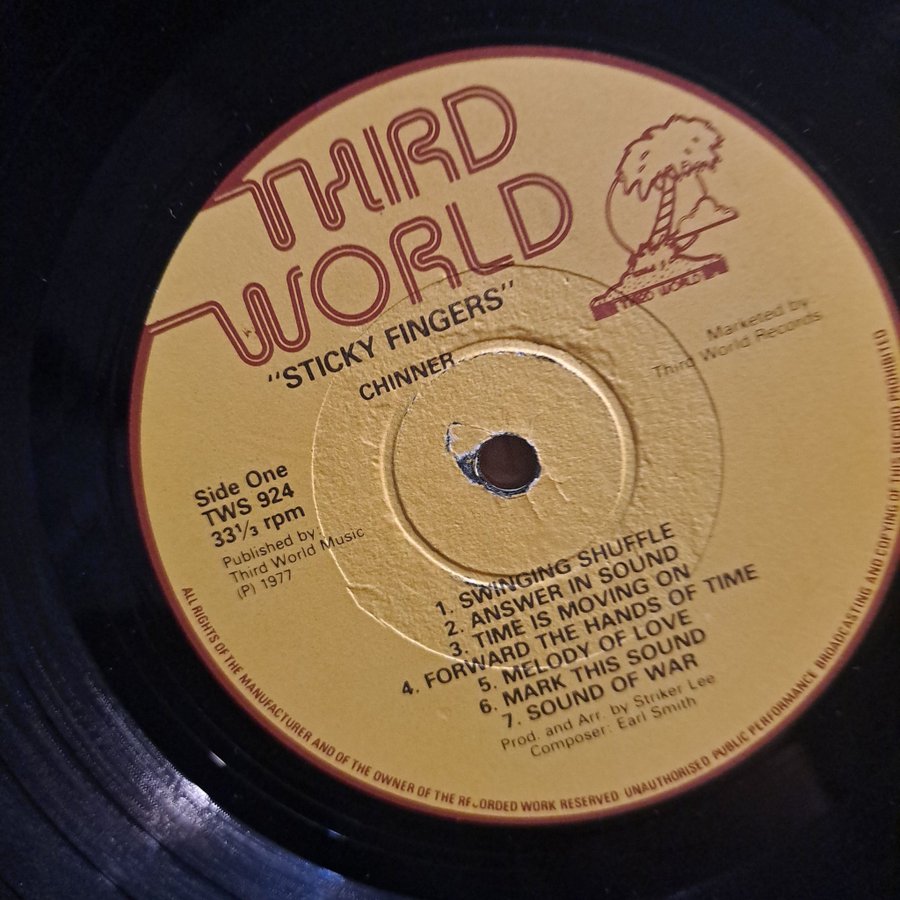 THIRD
WORLD
THIRD WORLD
"STICKY FINGERS"
CHINNER
Marketed by
Third World Records
Side One
TWS 924
33⅓ rpm
Published by:
Third World Music
(P) 1977
1. SWINGING SHUFFLE
2. ANSWER IN SOUND
3. TIME IS MOVING ON
4. FORWARD THE HANDS OF TIME
5. MELODY OF LOVE
6. MARK THIS SOUND
7. SOUND OF WAR
Prod. and Arr. by Striker Lee
Composer: Earl Smith
ALL RIGHTS OF THE MANUFACTURER AND OF THE OWNER OF THE RECORDED WORK RESERVED UNAUTHORISED PUBLIC PERFORMANCE BROADCASTING AND COPYING OF THIS RECORD PROHIBITED